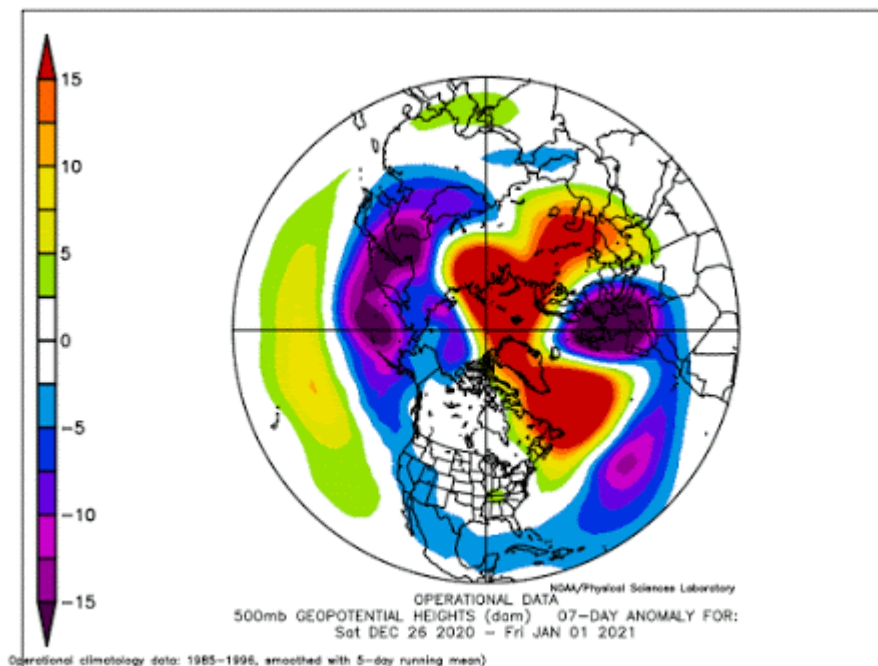 15
10
5
0
-5
-10
-15
NOAA/Physical Sciences Laboratory
OPERATIONAL DATA
500mb GEOPOTENTIAL HEIGHTS (dam) 07-DAY ANOMALY FOR:
Sat DEC 26 2020 - Fri JAN 01 2021
Operational climatology data: 1985-1996, smoothed with 5-day running mean)